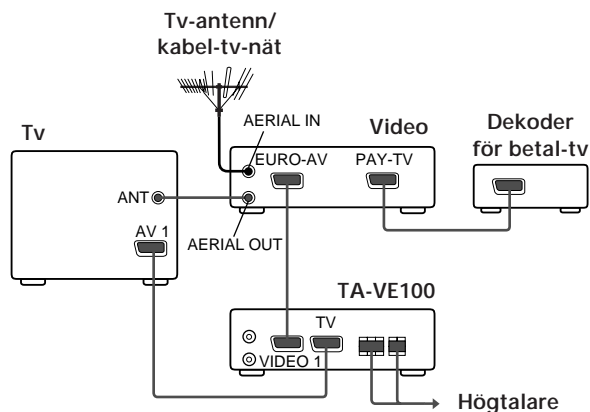 Tv-antenn/
kabel-tv-nät
Tv
AERIAL IN
Video
Dekoder
för betal-tv
EURO-AV
PAY-TV
ANT
AV 1
AERIAL OUT
TA-VE100
TV
VIDEO 1
Högtalare